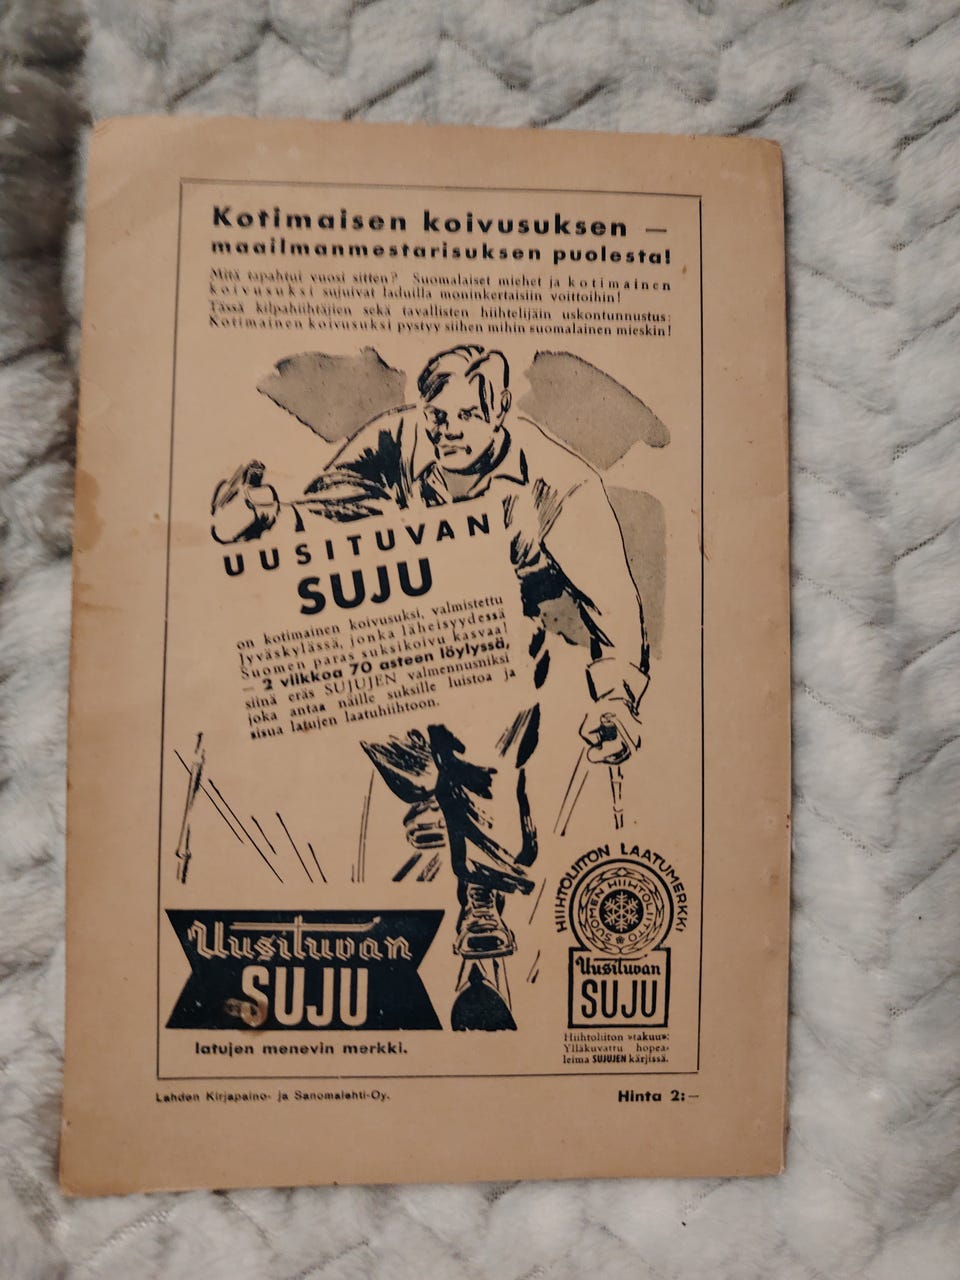 Kotimaisen koivusuksen —
maailmanmestarisuksen puolesta!
Mitä tapahtui vuosi sitten? Suomalaiset miehet ja kotimainen
koivusuksi sujuivat laduilla moninkertaisiin voittoihin!
Tässä kilpahiihtäjien sekä tavallisten hiihtelijäin uskontunnustus:
Kotimainen koivusuksi pystyy siihen mihin suomalainen mieskin!
UUSITUVAN
SUJU
on kotimainen koivusuksi, valmistettu
Jyväskylässä, jonka läheisyydessä
Suomen paras suksikoivu kasvaa!
— 2 viikkoa 70 asteen löylyssä,
siinä eräs SUJUJEN valmennusniksi
joka antaa näille suksille luistoa ja
sisua latujen laatuhiihtoon.
Uusituvan
SUJU
latujen menevin merkki.
HIIHTOLIITON LAATUMERKKI
SUOMEN HIIHTOLIITTO
Uusituvan
SUJU
Hiihtoliiton »takuu»:
Ylläkuvattu hopea-
leima SUJUJEN kärjissä.
Lahden Kirjapaino- ja Sanomalehti-Oy.
Hinta 2:—